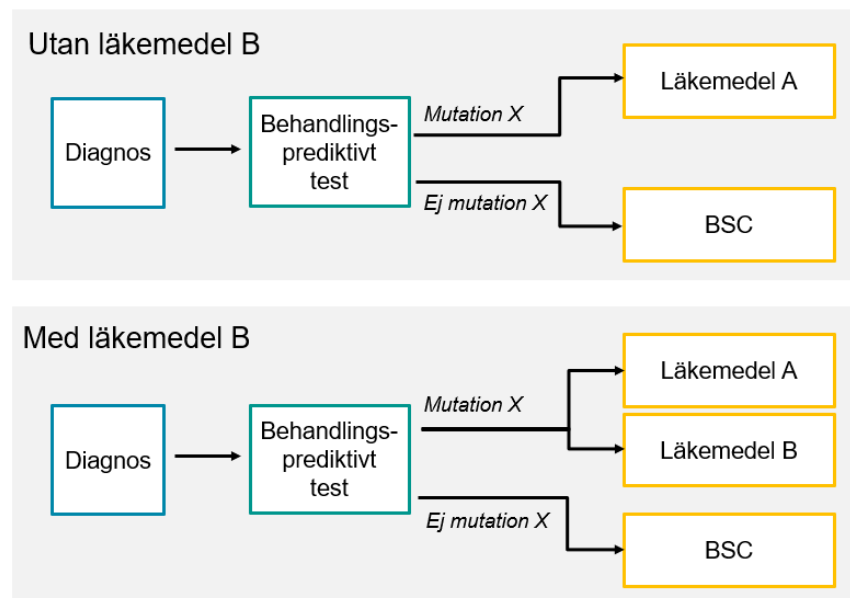 Utan läkemedel B
Diagnos
Behandlings-
prediktivt
test
Mutation X
Ej mutation X
Läkemedel A
BSC
Med läkemedel B
Diagnos
Behandlings-
prediktivt
test
Mutation X
Ej mutation X
Läkemedel A
Läkemedel B
BSC